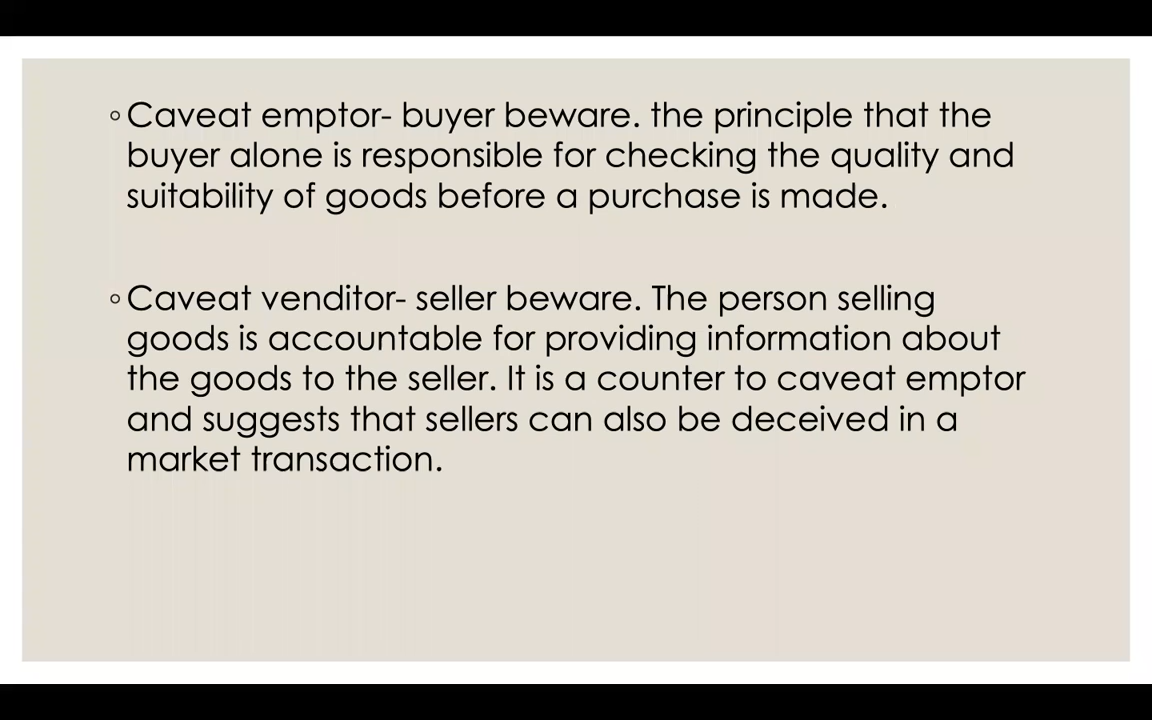 ◦Caveat emptor- buyer beware. the principle that the
buyer alone is responsible for checking the quality and
suitability of goods before a purchase is made.
◦Caveat venditor- seller beware. The person selling
goods is accountable for providing information about
the goods to the seller. It is a counter to caveat emptor
and suggests that sellers can also be deceived in a
market transaction.